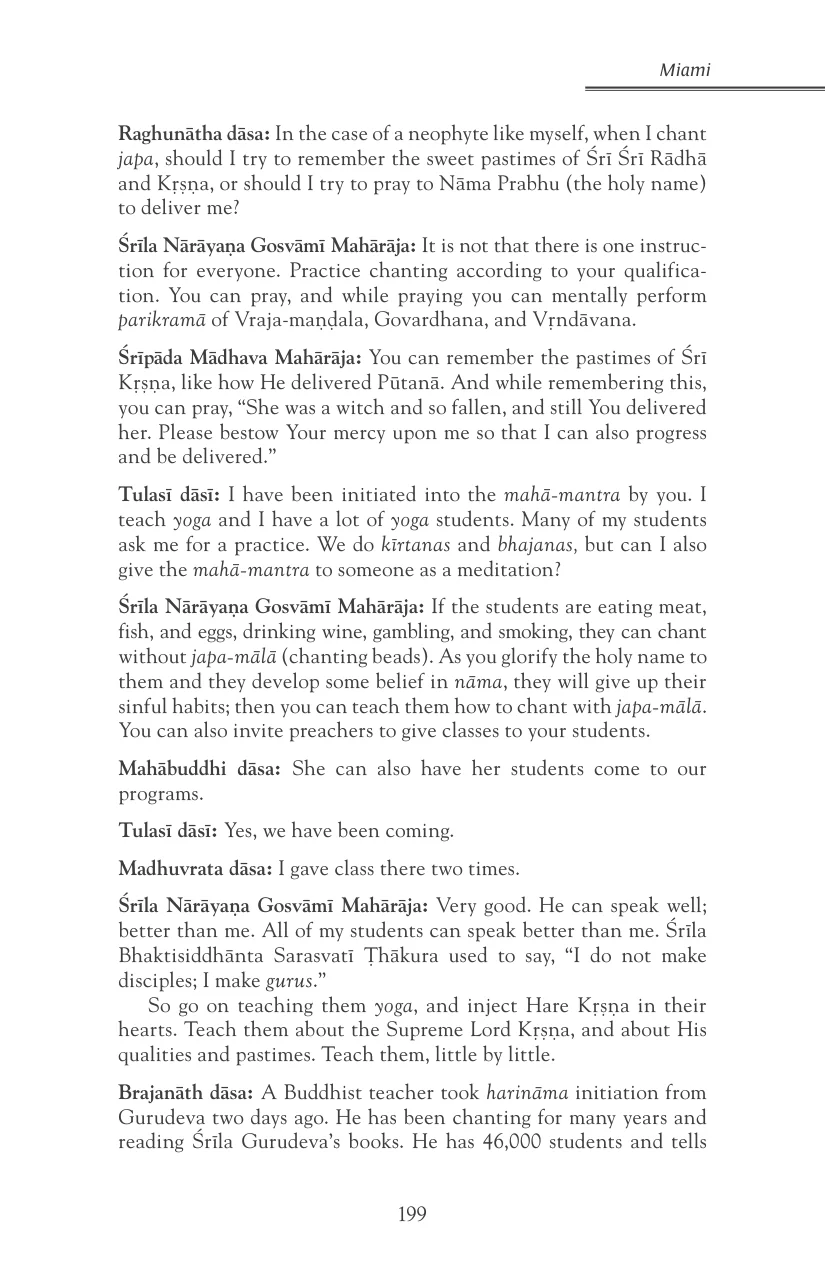 Miami
Raghunātha dāsa: In the case of a neophyte like myself, when I chant
japa, should I try to remember the sweet pastimes of Śrī Śrī Rādhā
and Kṛṣṇa, or should I try to pray to Nāma Prabhu (the holy name)
to deliver me?
Śrīla Nārāyaṇa Gosvāmī Mahārāja: It is not that there is one instruc-
tion for everyone. Practice chanting according to your qualifica-
tion. You can pray, and while praying you can mentally perform
parikramā of Vraja-maṇḍala, Govardhana, and Vṛndāvana.
Śrīpāda Mādhava Mahārāja: You can remember the pastimes of Śrī
Kṛṣṇa, like how He delivered Pūtanā. And while remembering this,
you can pray, “She was a witch and so fallen, and still You delivered
her. Please bestow Your mercy upon me so that I can also progress
and be delivered.”
Tulasī dāsī: I have been initiated into the mahā-mantra by you. I
teach yoga and I have a lot of yoga students. Many of my students
ask me for a practice. We do kīrtanas and bhajanas, but can I also
give the mahā-mantra to someone as a meditation?
Śrīla Nārāyaṇa Gosvāmī Mahārāja: If the students are eating meat,
fish, and eggs, drinking wine, gambling, and smoking, they can chant
without japa-mālā (chanting beads). As you glorify the holy name to
them and they develop some belief in nāma, they will give up their
sinful habits; then you can teach them how to chant with japa-mālā.
You can also invite preachers to give classes to your students.
Mahābuddhi dāsa: She can also have her students come to our
programs.
Tulasī dāsī: Yes, we have been coming.
Madhuvrata dāsa: I gave class there two times.
Śrīla Nārāyaṇa Gosvāmī Mahārāja: Very good. He can speak well;
better than me. All of my students can speak better than me. Śrīla
Bhaktisiddhānta Sarasvatī Ṭhākura used to say, “I do not make
disciples; I make gurus.”
So go on teaching them yoga, and inject Hare Kṛṣṇa in their
hearts. Teach them about the Supreme Lord Kṛṣṇa, and about His
qualities and pastimes. Teach them, little by little.
Brajanāth dāsa: A Buddhist teacher took harināma initiation from
Gurudeva two days ago. He has been chanting for many years and
reading Śrīla Gurudeva’s books. He has 46,000 students and tells
199